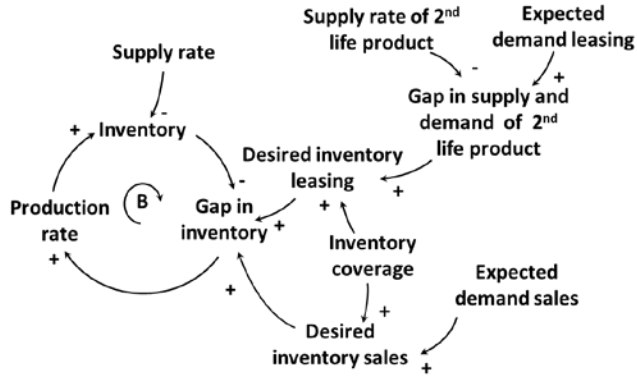 Supply rate of 2nd
life product
Expected
demand leasing
Supply rate
-
+
-
+
Inventory
Gap in supply and
demand of 2nd
life product
Desired inventory
leasing
-
+
+
Production
rate
B
Gap in
inventory
+
+
Inventory
coverage
+
Expected
demand sales
+
Desired
inventory sales
+